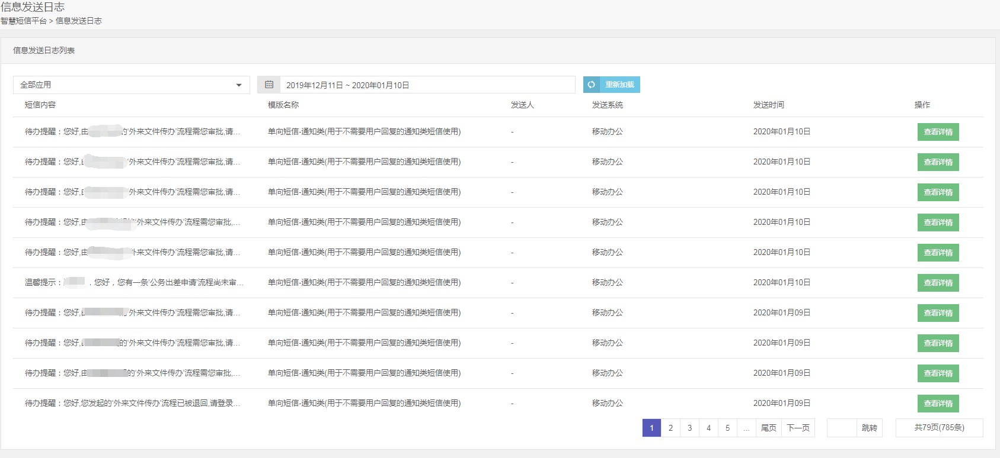 信息发送日志
智慧短信平台 > 信息发送日志
信息发送日志列表
全部应用 2019年12月11日 ~ 2020年01月10日 重新加载
短信内容 模版名称 发送人 发送系统 发送时间 操作
待办提醒：您好,由 的'外来文件传办'流程需您审批,请... 单向短信-通知类(用于不需要用户回复的通知类短信使用) - 移动办公 2020年01月10日 查看详情
待办提醒：您好, '外来文件传办'流程需您审批,请... 单向短信-通知类(用于不需要用户回复的通知类短信使用) - 移动办公 2020年01月10日 查看详情
待办提醒：您好, 外来文件传办'流程需您审批,请... 单向短信-通知类(用于不需要用户回复的通知类短信使用) - 移动办公 2020年01月10日 查看详情
待办提醒：您好,由 '外来文件传办'流程需您审批,... 单向短信-通知类(用于不需要用户回复的通知类短信使用) - 移动办公 2020年01月10日 查看详情
待办提醒：您好,由 外来文件传办'流程需您审批,请... 单向短信-通知类(用于不需要用户回复的通知类短信使用) - 移动办公 2020年01月10日 查看详情
温馨提示： ，您好，您有一条'公务出差申请'流程尚未审... 单向短信-通知类(用于不需要用户回复的通知类短信使用) - 移动办公 2020年01月10日 查看详情
待办提醒：您好, '外来文件传办'流程需您审批,请... 单向短信-通知类(用于不需要用户回复的通知类短信使用) - 移动办公 2020年01月09日 查看详情
待办提醒：您好, 的'外来文件传办'流程需您审批,请... 单向短信-通知类(用于不需要用户回复的通知类短信使用) - 移动办公 2020年01月09日 查看详情
待办提醒：您好,由 的'外来文件传办'流程需您审批,... 单向短信-通知类(用于不需要用户回复的通知类短信使用) - 移动办公 2020年01月09日 查看详情
待办提醒：您好,您发起的'外来文件传办'流程已被退回,请登录... 单向短信-通知类(用于不需要用户回复的通知类短信使用) - 移动办公 2020年01月09日 查看详情
1 2 3 4 5 ... 尾页 下一页 跳转 共79页(785条)